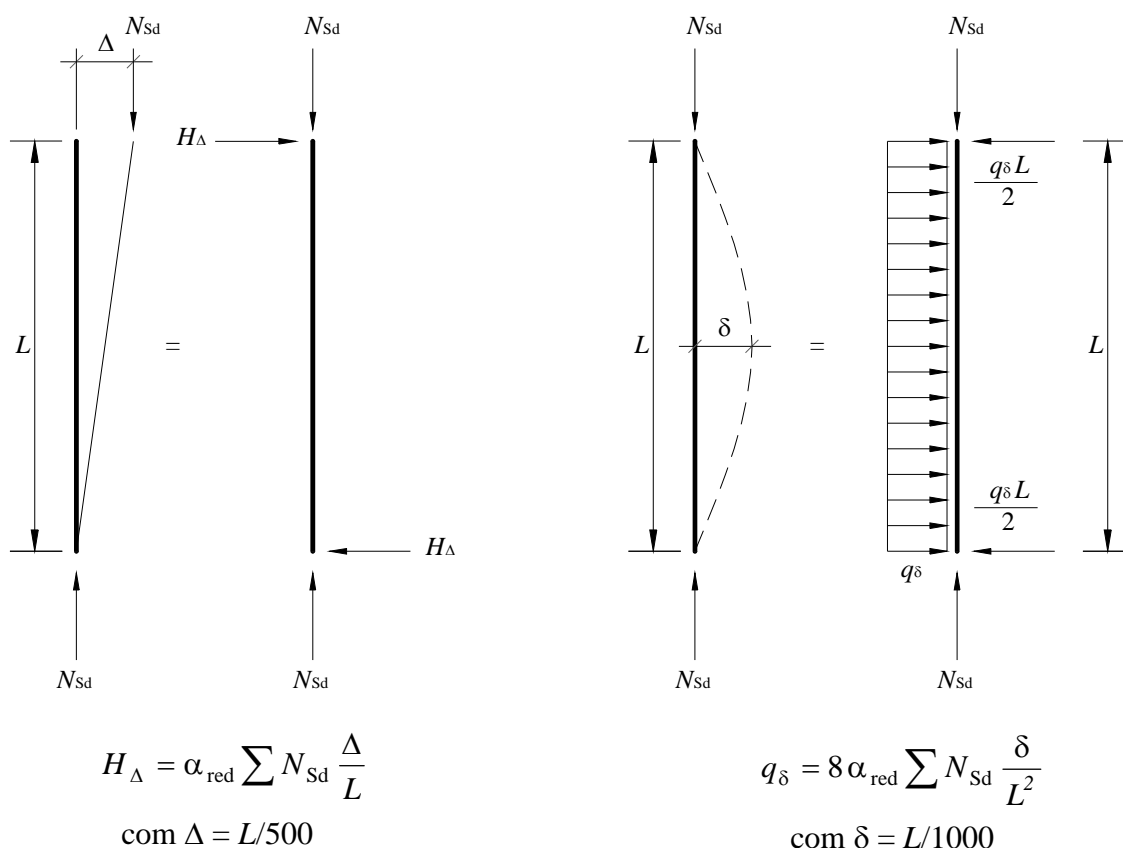 N_Sd
Δ
N_Sd
H_Δ
L
=
H_Δ
N_Sd
N_Sd
H_Δ = α_red ∑ N_Sd Δ/L
com Δ = L/500
N_Sd
N_Sd
q_δ L/2
L
δ
=
L
q_δ L/2
q_δ
N_Sd
N_Sd
q_δ = 8 α_red ∑ N_Sd δ/L²
com δ = L/1000